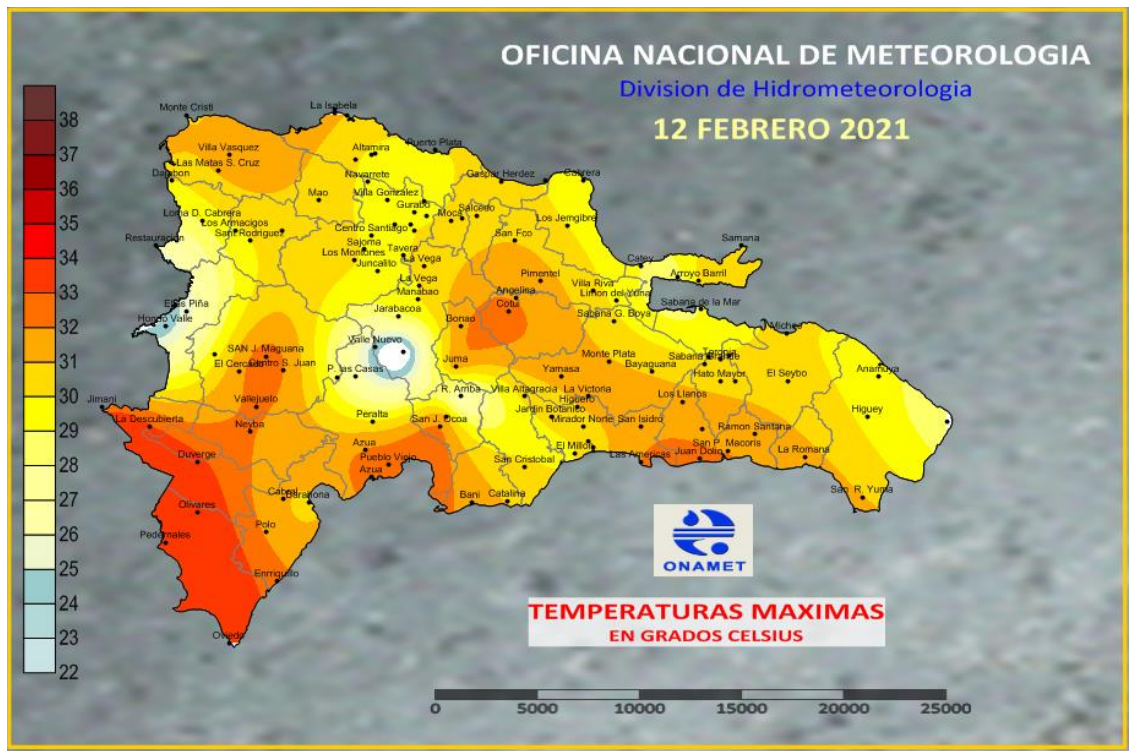 OFICINA NACIONAL DE METEOROLOGIA
Division de Hidrometeorologia
12 FEBRERO 2021
38
37
36
35
34
33
32
31
30
29
28
27
26
25
24
23
22
Monte Cristi
La Isabela
Villa Vasquez
Altamira
Puerto Plata
Las Matas S. Cruz
Dajabon
Navarrete
Gaspar Herdez
Cabrera
Mao
Villa González
Gurabo
Loma D. Cabrera
Los Armacigos
Moca
Salcedo
San Rodriguez
Centro Santiago
San Fco
Los Jengibre
Restauración
Sajoma
Tavera
Los Montones
Juncalito
La Vega
Samana
Catey
La Vega
Manabao
Pimentel
Villa Riva
Arroyo Barril
Elias Piña
Angelina
Limon del Yuna
Hondo Valle
Jarabacoa
Cotui
Sabana G. Boya
Sabana de la Mar
Bonao
Miches
Valle Nuevo
SAN J. Maguana
El Cercado
Centro S. Juan
P. las Casas
Juma
Monte Plata
Yamasa
Bayaguana
Hato Mayor
El Seybo
Anamuya
Jimani
Vallejuelo
R. Arriba
Villa Altagracia
La Victoria
Higuero
Los Llanos
La Descubierta
Peralta
San J. Ocoa
Jardin Botanico
Mirador Norte
San Isidro
Higuey
Neyba
Ramon Santana
Azua
El Millon
San P. Macoris
Duverge
Pueblo Viejo
San Cristobal
Las Americas
Juan Dolio
La Romana
Azua
Cabral
Barahona
Bani
Catalina
San R. Yuma
Olivares
Polo
Pedernales
Enrriquillo
Oviedo
ONAMET
TEMPERATURAS MAXIMAS
EN GRADOS CELSIUS
0 5000 10000 15000 20000 25000